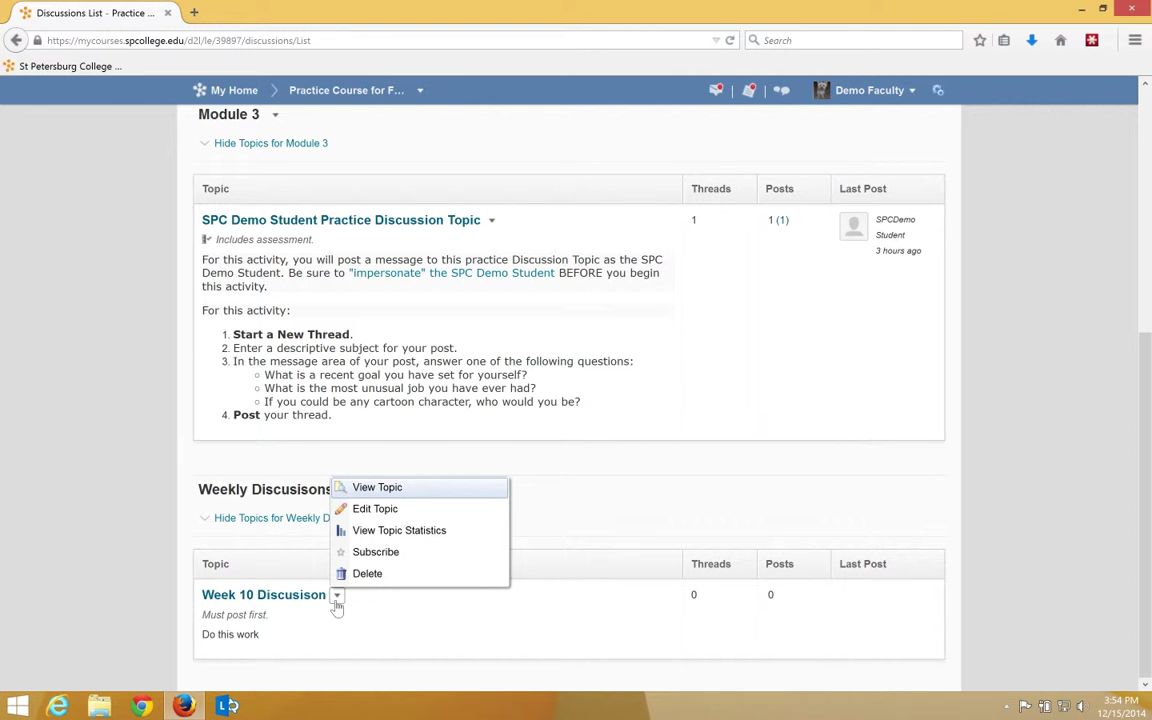 Discussions List - Practice ...
https://mycourses.spcollege.edu/d2l/le/39897/discussions/List
Search
St Petersburg College ...
My Home
Practice Course for F...
Demo Faculty
Module 3
Hide Topics for Module 3
Topic
Threads
Posts
Last Post
SPC Demo Student Practice Discussion Topic
1
1 (1)
SPCDemo
Student
3 hours ago
Includes assessment.
For this activity, you will post a message to this practice Discussion Topic as the SPC
Demo Student. Be sure to "impersonate" the SPC Demo Student BEFORE you begin
this activity.
For this activity:
1. Start a New Thread.
2. Enter a descriptive subject for your post.
3. In the message area of your post, answer one of the following questions:
What is a recent goal you have set for yourself?
What is the most unusual job you have ever had?
If you could be any cartoon character, who would you be?
4. Post your thread.
Weekly Discusisons
Hide Topics for Weekly D
View Topic
Edit Topic
View Topic Statistics
Subscribe
Delete
Topic
Threads
Posts
Last Post
Week 10 Discusison
0
0
Must post first.
Do this work
3:54 PM
12/15/2014